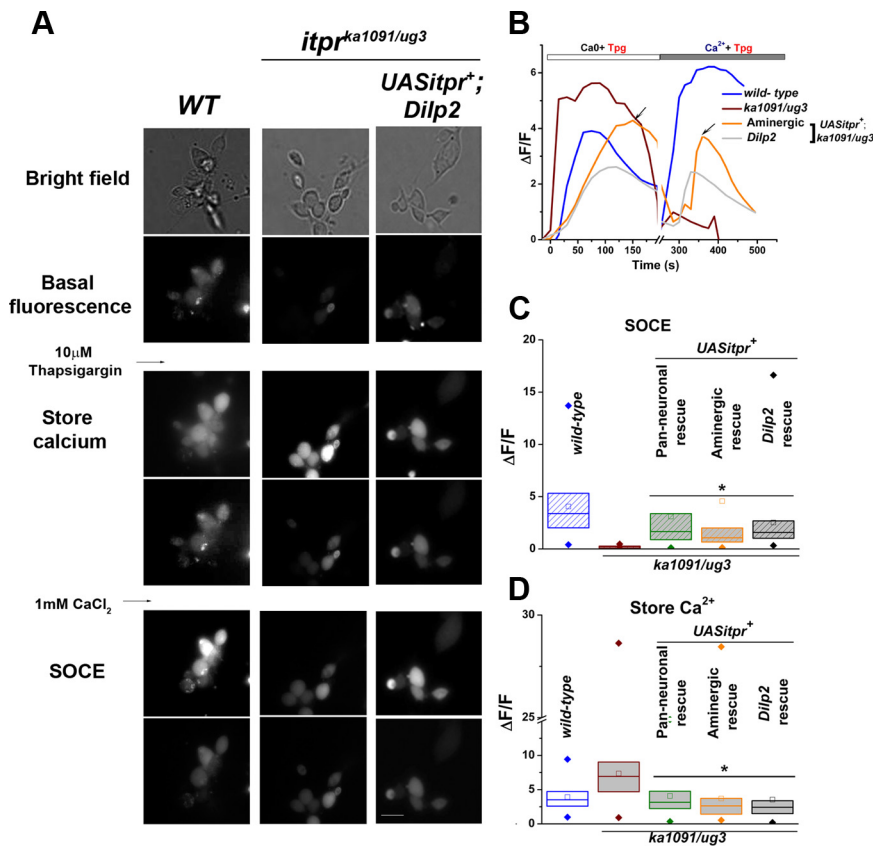 A
itpr^ka1091/ug3
WT
UASitpr⁺;
Dilp2
Bright field
Basal
fluorescence
10μM
Thapsigargin
Store
calcium
1mM CaCl₂
SOCE
B
Ca0+ Tpg
Ca²⁺+ Tpg
ΔF/F
6
4
2
0
0
50
75
100
150
300
400
500
Time (s)
wild- type
ka1091/ug3
Aminergic
Dilp2
UASitpr⁺;
ka1091/ug3
C
SOCE
UASitpr⁺
ΔF/F
20
15
10
5
0
wild-type
Pan-neuronal
rescue
Aminergic
rescue
Dilp2
rescue
*
ka1091/ug3
D
Store Ca²⁺
UASitpr⁺
ΔF/F
30
25
10
5
0
wild-type
Pan-neuronal
rescue
Aminergic
rescue
Dilp2
rescue
*
ka1091/ug3